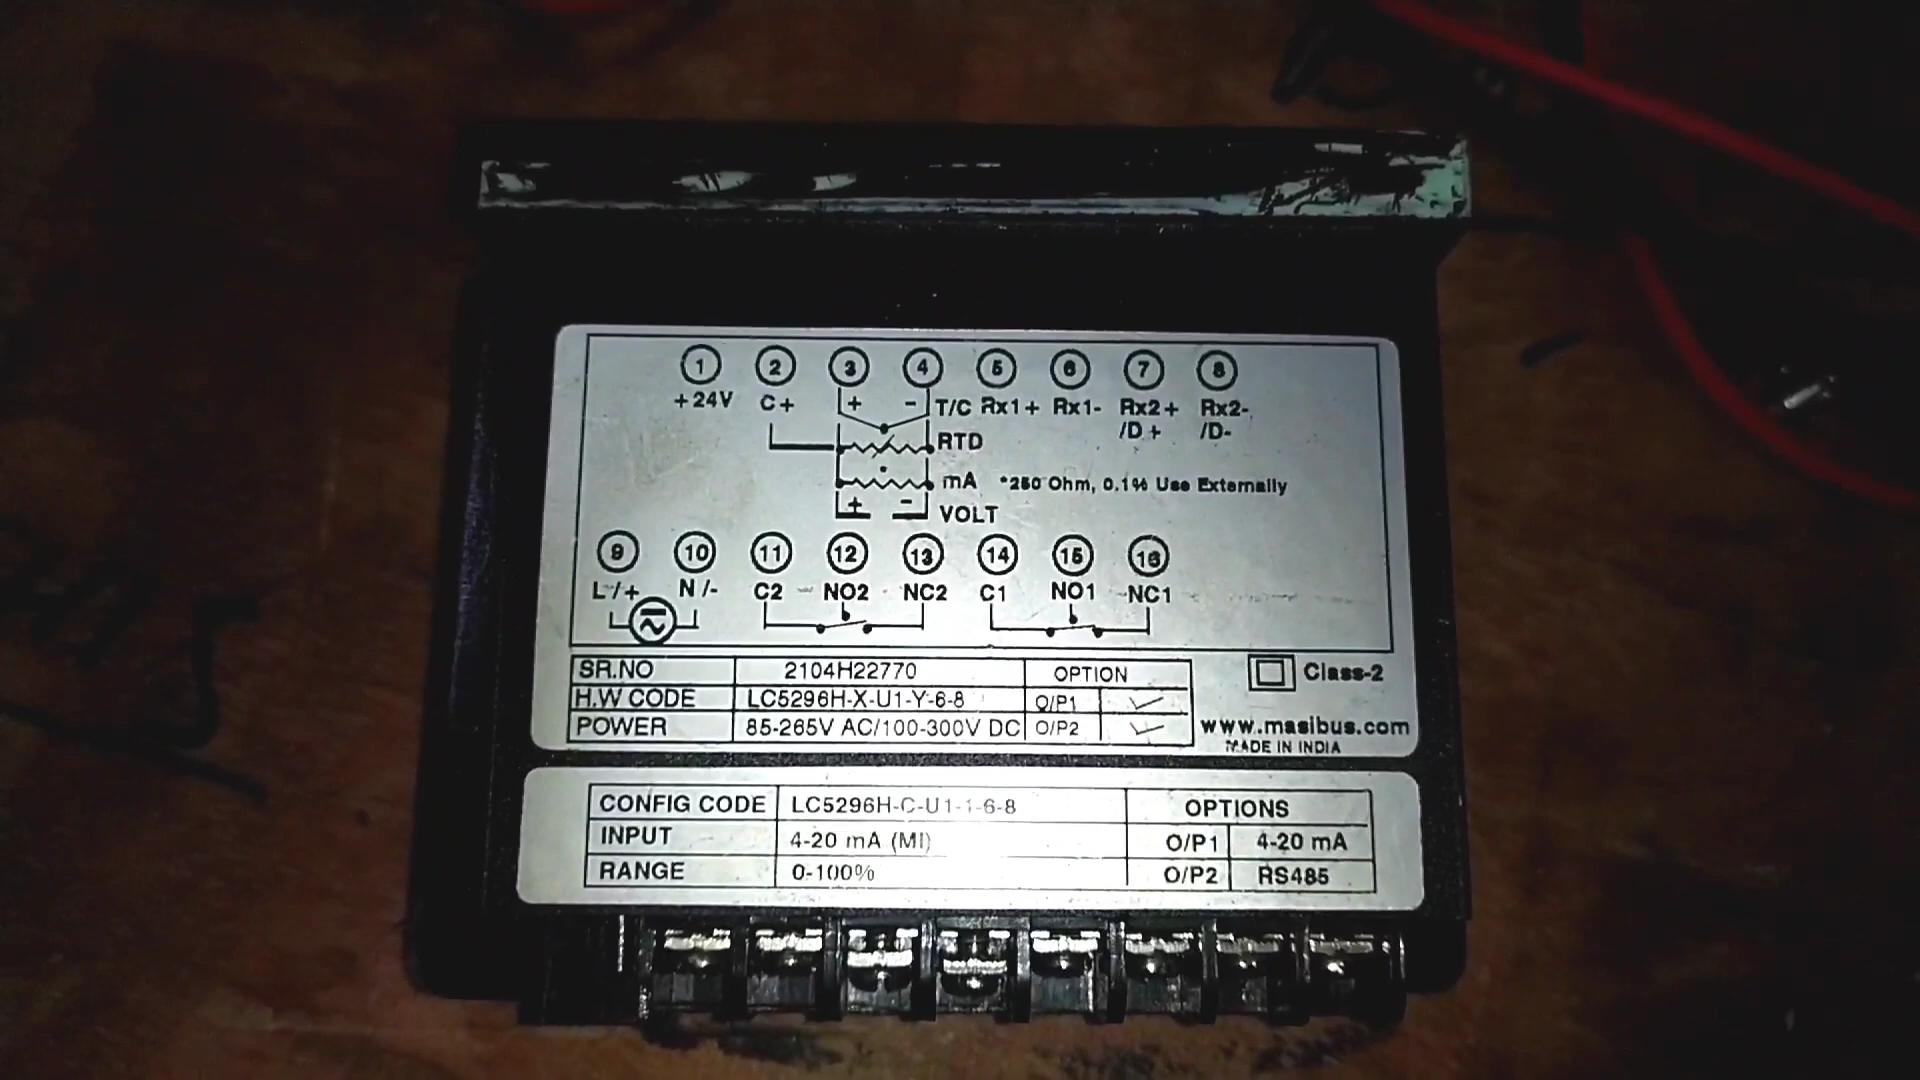 1 2 3 4 5 6 7 8
+24V C+ + - T/C Rx1+ Rx1- Rx2+ Rx2-
/D+ /D-
RTD
mA *250 Ohm, 0.1% Use Externally
+ - VOLT
9 10 11 12 13 14 15 16
L/+ N/- C2 NO2 NC2 C1 NO1 NC1
SR.NO 2104H22770 OPTION
H.W CODE LC5296H-X-U1-Y-6-8 O/P1 ✓
POWER 85-265V AC/100-300V DC O/P2 ✓
Class-2
www.masibus.com
MADE IN INDIA
CONFIG CODE LC5296H-C-U1-1-6-8 OPTIONS
INPUT 4-20 mA (MI) O/P1 4-20 mA
RANGE 0-100% O/P2 RS485